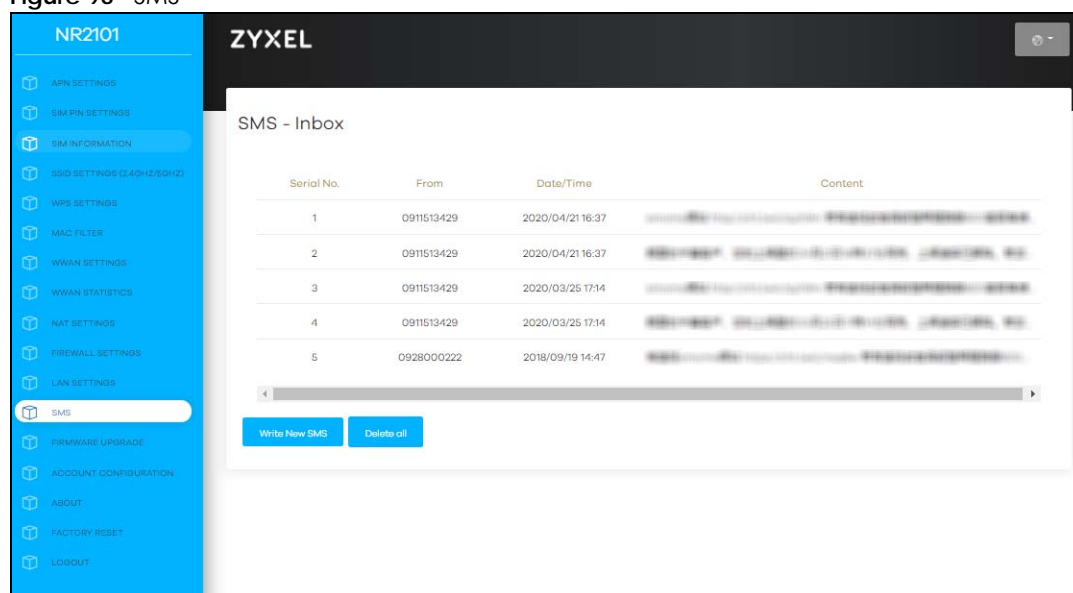 NR2101
ZYXEL
APN SETTINGS
SIM PIN SETTINGS
SIM INFORMATION
SSID SETTINGS (2.4GHZ/5GHZ)
WPS SETTINGS
MAC FILTER
WWAN SETTINGS
WWAN STATISTICS
NAT SETTINGS
FIREWALL SETTINGS
LAN SETTINGS
SMS
FIRMWARE UPGRADE
ACCOUNT CONFIGURATION
ABOUT
FACTORY RESET
LOGOUT
SMS - Inbox
Serial No. From Date/Time Content
1 0911513429 2020/04/21 16:37
2 0911513429 2020/04/21 16:37
3 0911513429 2020/03/25 17:14
4 0911513429 2020/03/25 17:14
5 0928000222 2018/09/19 14:47
Write New SMS Delete all